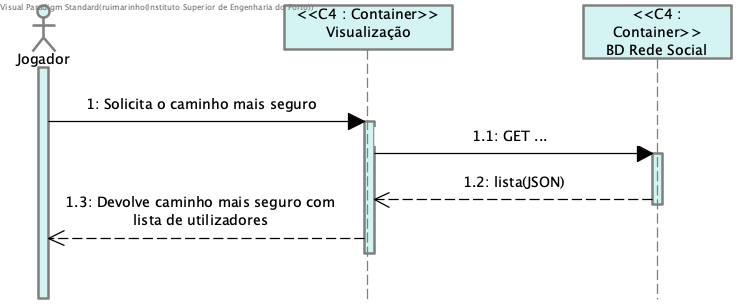 Visual Paradigm Standard(ruimarinho(Instituto Superior de Engenharia do Porto))
<<C4 : Container>>
Visualização
<<C4 :
Container>>
BD Rede Social
Jogador
1: Solicita o caminho mais seguro
1.1: GET ...
1.2: lista(JSON)
1.3: Devolve caminho mais seguro com
lista de utilizadores